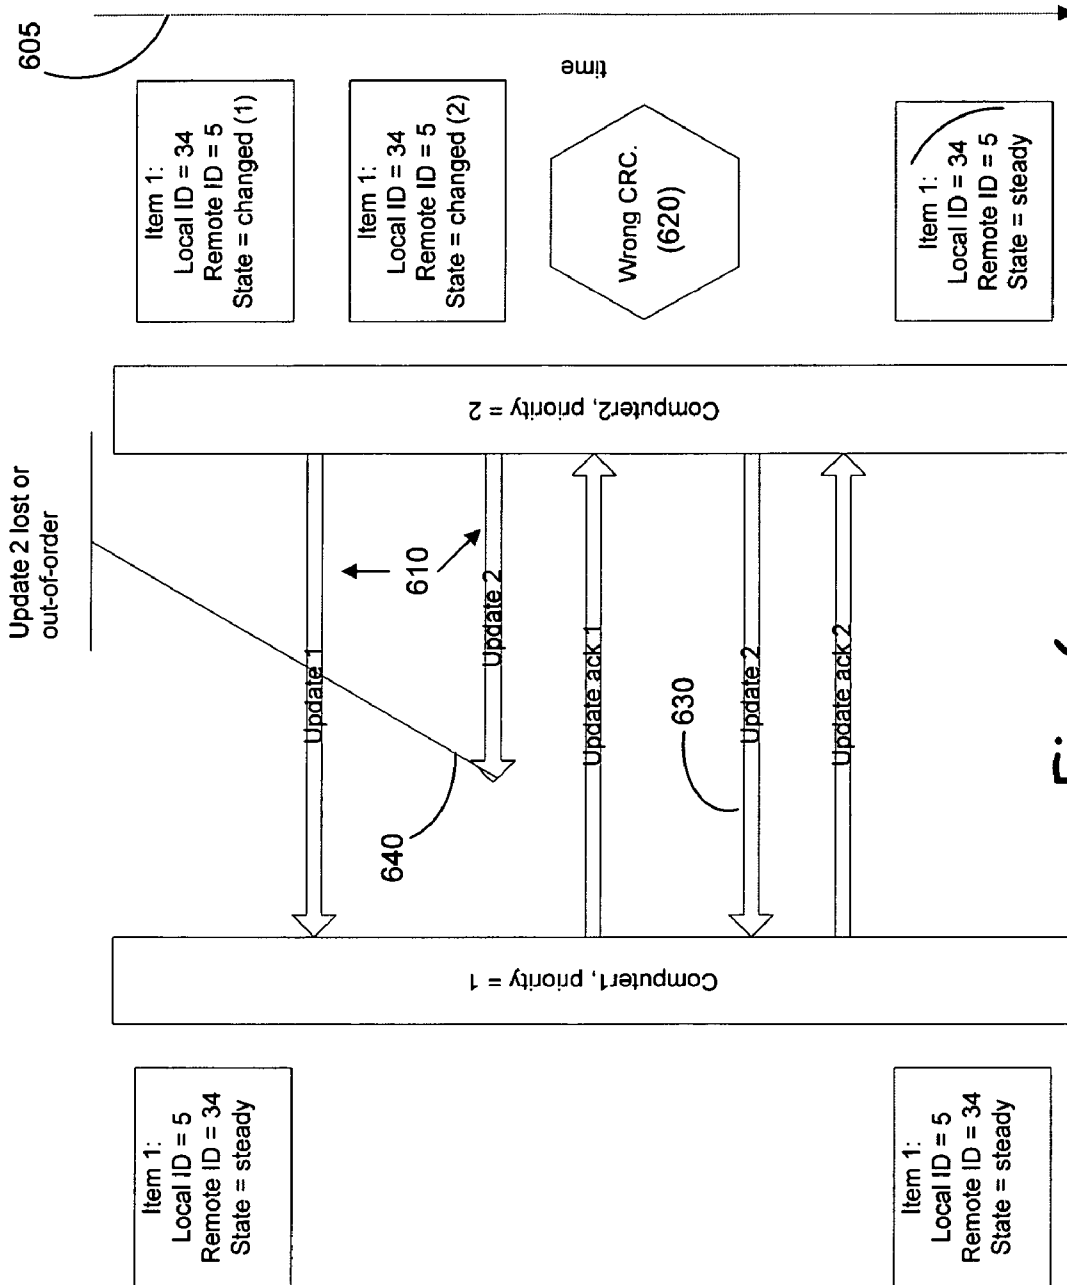 605
Update 2 lost or
out-of-order
Item 1:
Local ID = 5
Remote ID = 34
State = steady
Computer1, priority = 1
Update 1
610
Update 2
640
Update ack 1
630
Update 2
Update ack 2
Computer2, priority = 2
Item 1:
Local ID = 34
Remote ID = 5
State = changed (1)
Item 1:
Local ID = 34
Remote ID = 5
State = changed (2)
time
Wrong CRC.
(620)
Item 1:
Local ID = 5
Remote ID = 34
State = steady
Item 1:
Local ID = 34
Remote ID = 5
State = steady